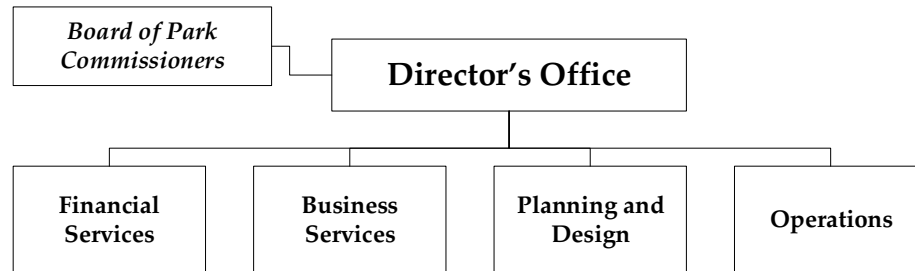 Board of Park
Commissioners
Director's Office
Financial
Services
Business
Services
Planning and
Design
Operations